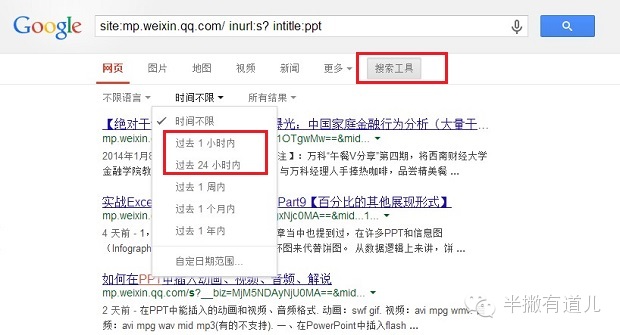 Google site:mp.weixin.qq.com/ inurl:s? intitle:ppt
网页 图片 地图 视频 新闻 更多 搜索工具
不限语言 时间不限 所有结果
时间不限
过去 1 小时内
过去 24 小时内
过去 1 周内
过去 1 个月内
过去 1 年内
自定日期范围...
【绝对干 曝光：中国家庭金融行为分析（大量干...
mp.weixin.qq.com/ 1OTgwMw==&mid...
2014年1月8 注】：万科“午餐V分享”第四期，将西南财经大学
金融学院教 与万科经理人手捧热咖啡，品尝精美餐 ...
实战Exce Part9【百分比的其他展现形式】
mp.weixin.qq.com/ gxNjc0MA==&mid...
4 天前 - 1， 章当中也提到过，在许多PPT和信息图
（Infograph 环图来代替饼图。 从数据逻辑上来讲，饼 ...
如何在PPT中插入动画、视频、音频、解说
mp.weixin.qq.com/s?__biz=MjM5NDAyNjU0MA==&mid...
2 天前 - 在PPT中能插入的动画和视频、音频格式. 动画：swf gif. 视频：avi mpg wmv.
频：avi mpg wav mid mp3(有的不支持). 一、在PowerPoint中插入flash ...
半撇有道儿